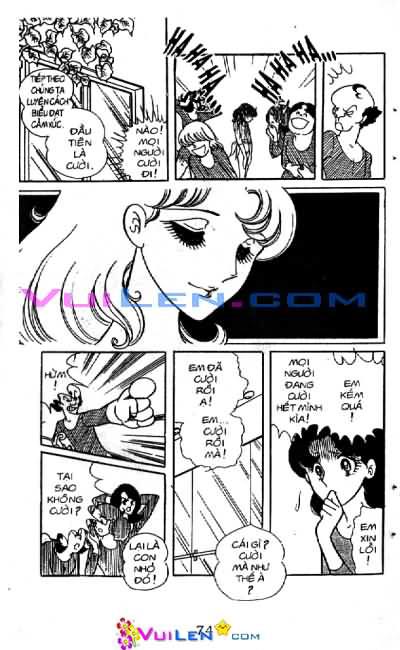 TIẾP THEO
CHÚNG TA
LUYỆN CÁCH
BIỂU ĐẠT
CẢM XÚC.
ĐẦU
TIÊN
LÀ
CƯỜI.
NÀO!
MỌI
NGƯỜI
CƯỜI
ĐI!
HA HA HA...
HA HA HA...
VUILEN.COM
HỪM!
TẠI
SAO
KHÔNG
CƯỜI?
LẠI LÀ
CON
NHỎ
ĐÓ!
EM ĐÃ
CƯỜI
RỒI
Ạ!
EM...
CƯỜI
RỒI
MÀ!
CÁI GÌ?
CƯỜI
MÀ NHƯ
THẾ À
?
MỌI
NGƯỜI
ĐANG
CƯỜI
HẾT MÌNH
KÌA!
EM
KÉM
QUÁ
!
EM
XIN
LỖI!
74
VUILEN.COM